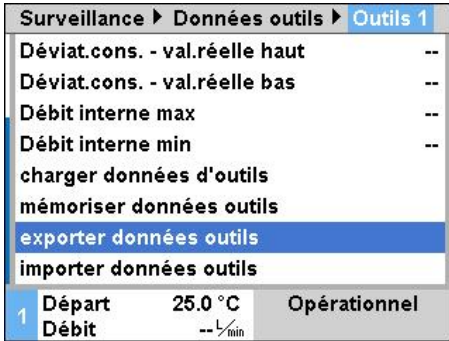 Surveillance ▶ Données outils ▶ Outils 1
Déviat.cons. - val.réelle haut --
Déviat.cons. - val.réelle bas --
Débit interne max --
Débit interne min --
charger données d'outils
mémoriser données outils
exporter données outils
importer données outils
1 Départ 25.0 °C Opérationnel
Débit -- L/min